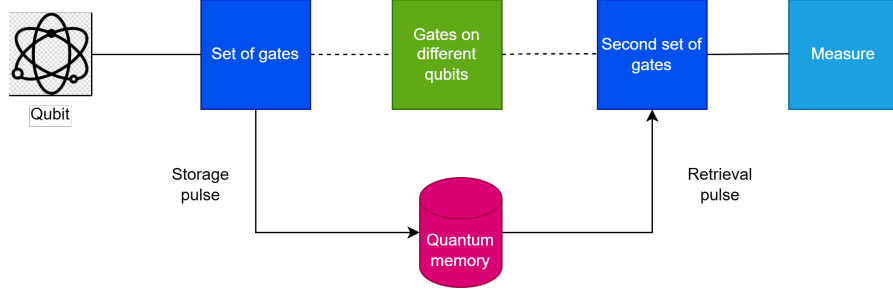 Qubit
Set of gates
Gates on
different
qubits
Second set of
gates
Measure
Storage
pulse
Retrieval
pulse
Quantum
memory